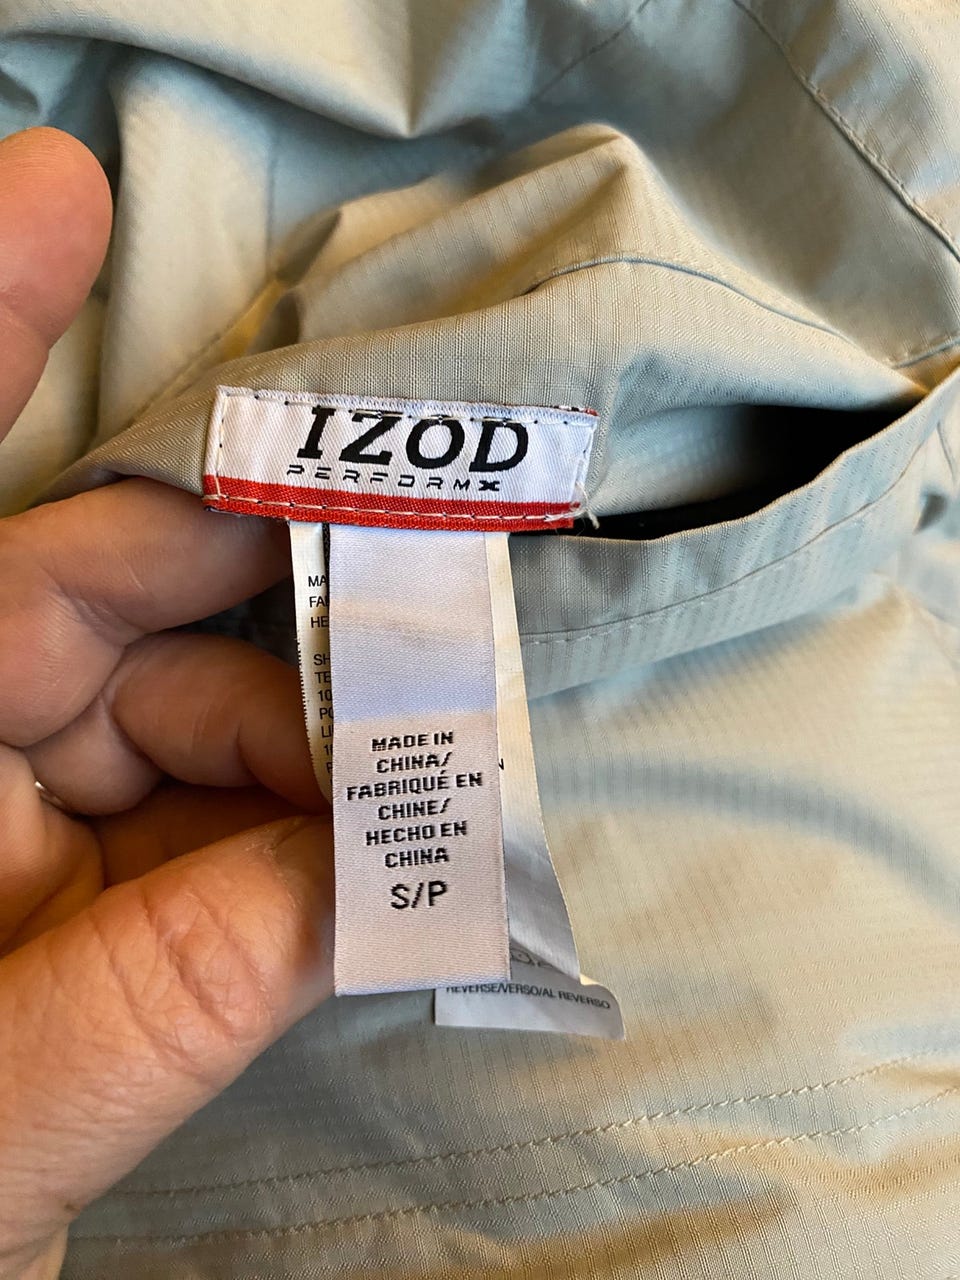 IZOD
PERFORMX
MADE IN
CHINA/
FABRIQUÉ EN
CHINE/
HECHO EN
CHINA
S/P
REVERSE/VERSO/AL REVERSO